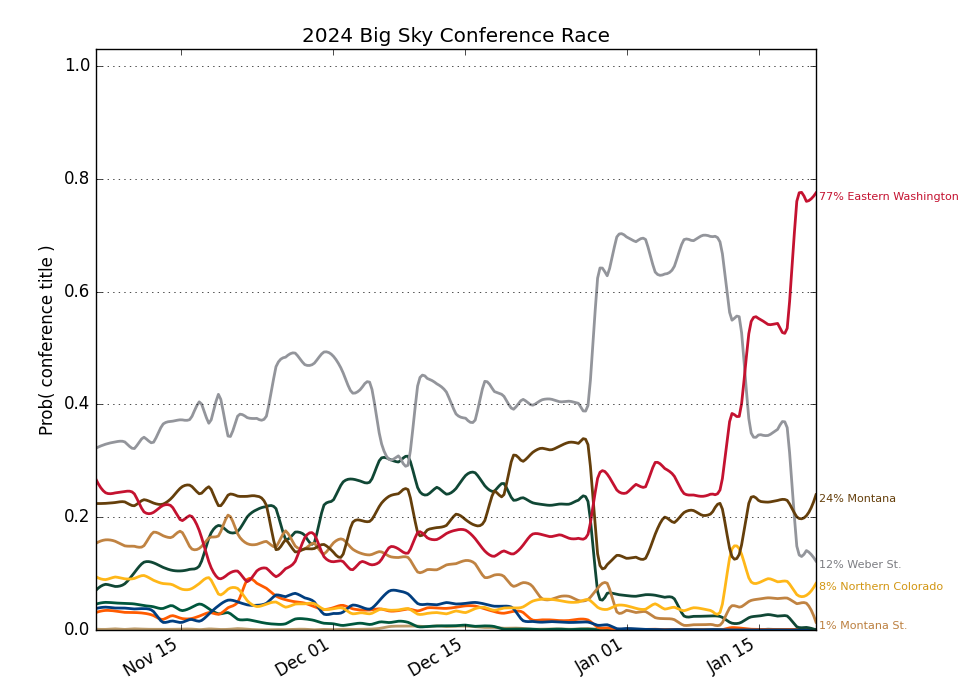 2024 Big Sky Conference Race
Prob( conference title )
1.0
0.8
0.6
0.4
0.2
0.0
77% Eastern Washington
24% Montana
12% Weber St.
8% Northern Colorado
1% Montana St.
Nov 15
Dec 01
Dec 15
Jan 01
Jan 15